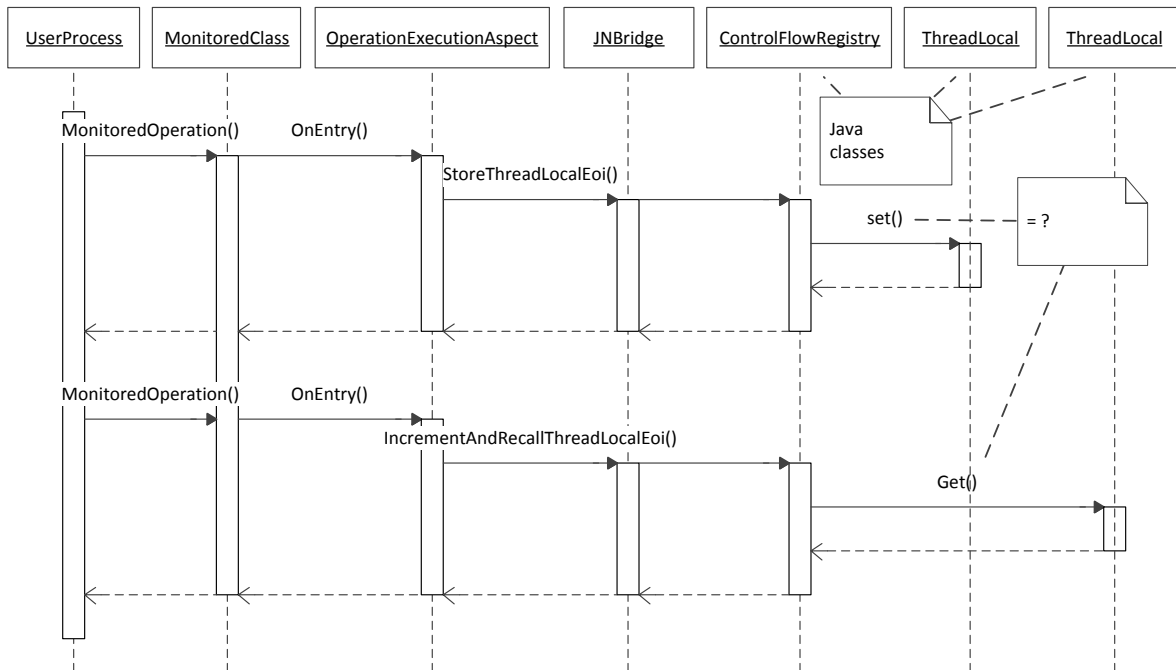 UserProcess
MonitoredClass
OperationExecutionAspect
JNBridge
ControlFlowRegistry
ThreadLocal
ThreadLocal
Java
classes
MonitoredOperation()
OnEntry()
StoreThreadLocalEoi()
set()
= ?
MonitoredOperation()
OnEntry()
IncrementAndRecallThreadLocalEoi()
Get()